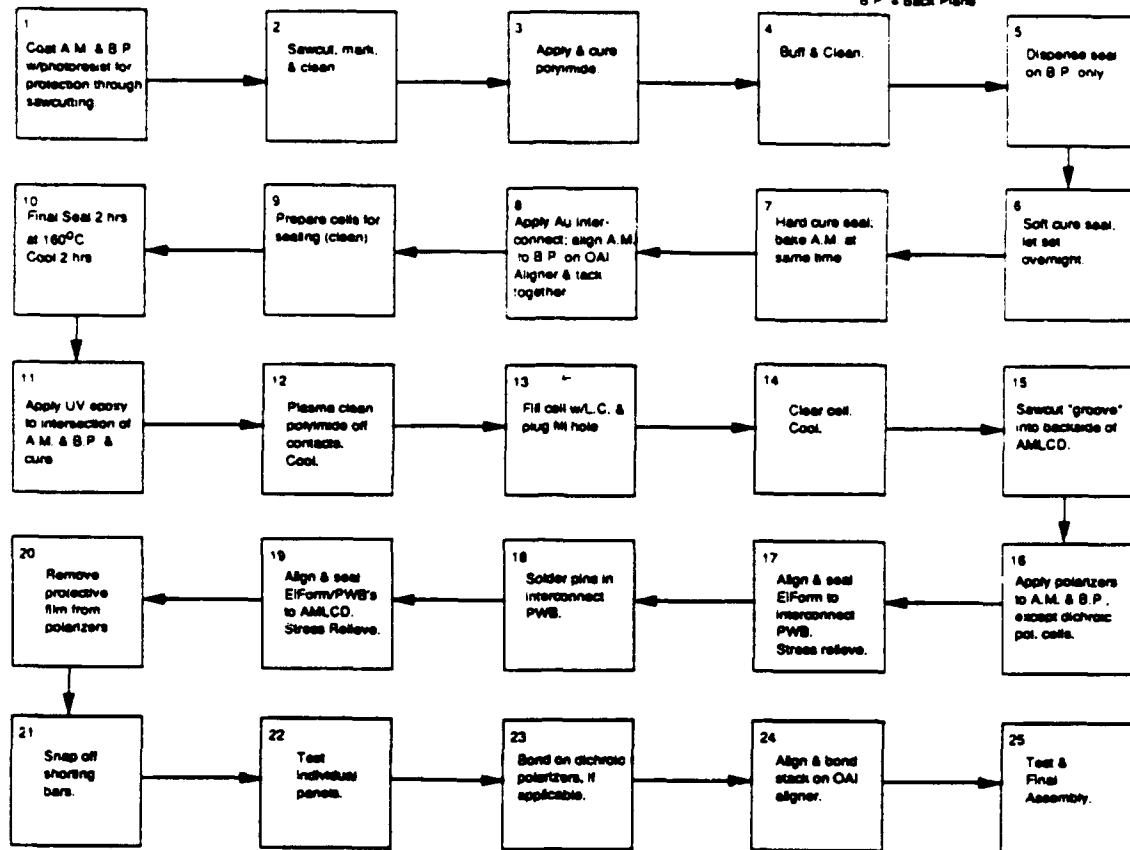 B.P. = Back Plane
1
Coat A.M. & B.P.
w/photoresist for
protection through
sawcutting
2
Sawcut, mark,
& clean
3
Apply & cure
polyimide.
4
Buff & Clean.
5
Dispense seal
on B.P. only
6
Soft cure seal,
let set
overnight.
7
Hard cure seal;
bake A.M. at
same time
8
Apply Au inter-
connect; align A.M.
to B.P. on OAI
Aligner & tack
together
9
Prepare cells for
sealing (clean)
10
Final Seal 2 hrs
at 160°C
Cool 2 hrs
11
Apply UV epoxy
to intersection of
A.M. & B.P. &
cure
12
Plasma clean
polyimide off
contacts.
Cool.
13
Fill cell w/L.C. &
plug fill hole
14
Clear cell.
Cool.
15
Sawcut "groove"
into backside of
AMLCD.
16
Apply polarizers
to A.M. & B.P.,
except dichroic
pol. cells.
17
Align & seal
ElForm to
interconnect
PWB.
Stress relieve.
18
Solder pins in
interconnect
PWB.
19
Align & seal
ElForm/PWB's
to AMLCD.
Stress Relieve.
20
Remove
protective
film from
polarizers
21
Snap off
shorting
bars.
22
Test
individual
panels.
23
Bond on dichroic
polarizers, if
applicable.
24
Align & bond
stack on OAI
aligner.
25
Test &
Final
Assembly.